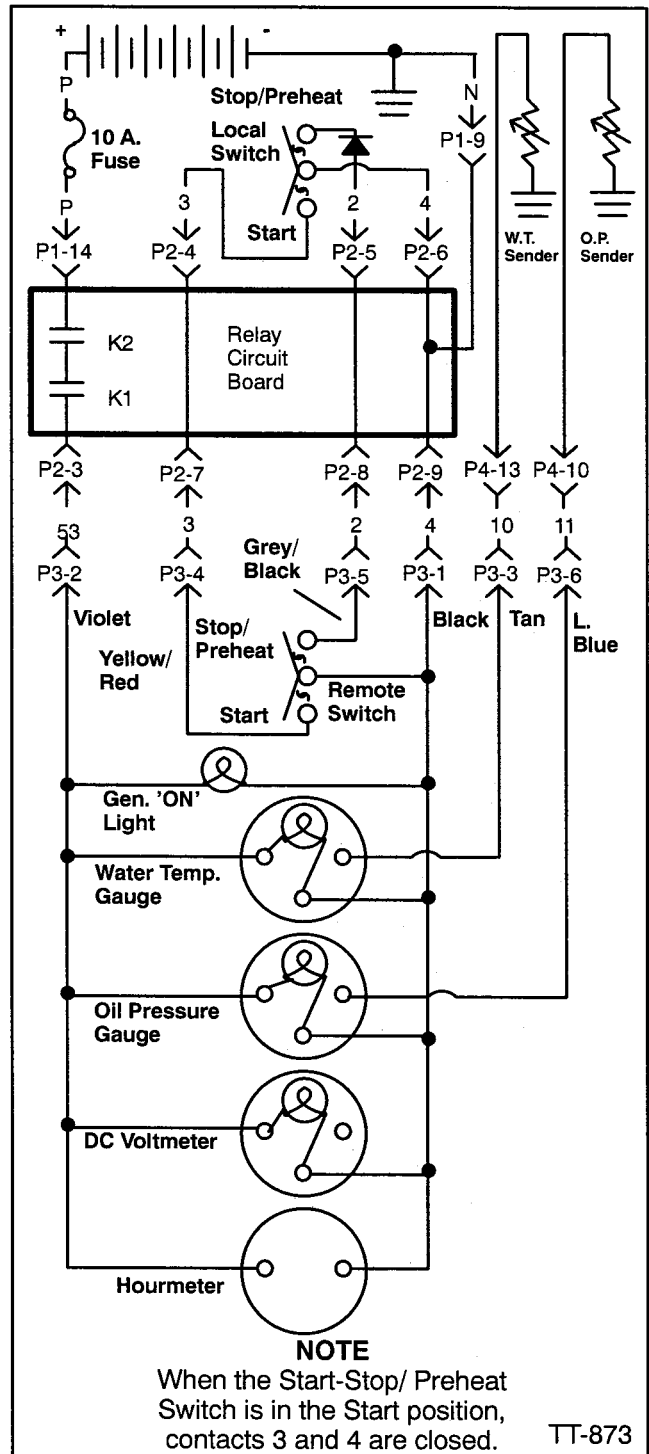 + -
P
N
Stop/Preheat
Local
Switch
10 A.
Fuse
P1-9
3 2 4
P
Start
W.T.
Sender
O.P.
Sender
P1-14 P2-4 P2-5 P2-6
K2
K1
Relay
Circuit
Board
P2-3 P2-7 P2-8 P2-9 P4-13 P4-10
53 3 2 4 10 11
Grey/
Black
P3-2 P3-4 P3-5 P3-1 P3-3 P3-6
Violet
Stop/
Preheat
Black
Tan
L.
Blue
Yellow/
Red
Start
Remote
Switch
Gen. 'ON'
Light
Water Temp.
Gauge
Oil Pressure
Gauge
DC Voltmeter
Hourmeter
NOTE
When the Start-Stop/ Preheat
Switch is in the Start position,
contacts 3 and 4 are closed.
TT-873